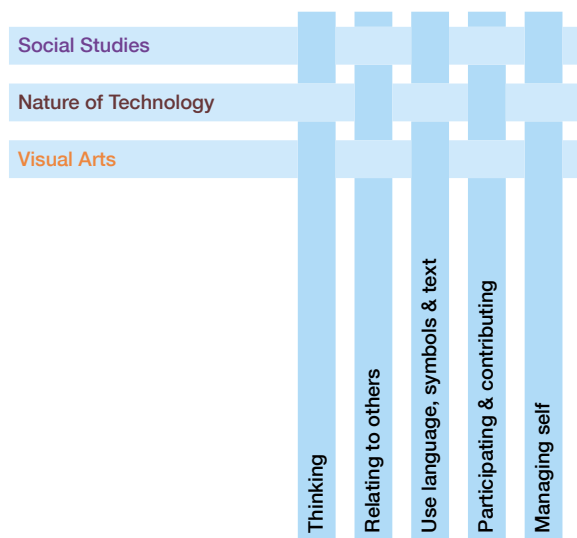 Social Studies
Nature of Technology
Visual Arts
Thinking
Relating to others
Use language, symbols & text
Participating & contributing
Managing self